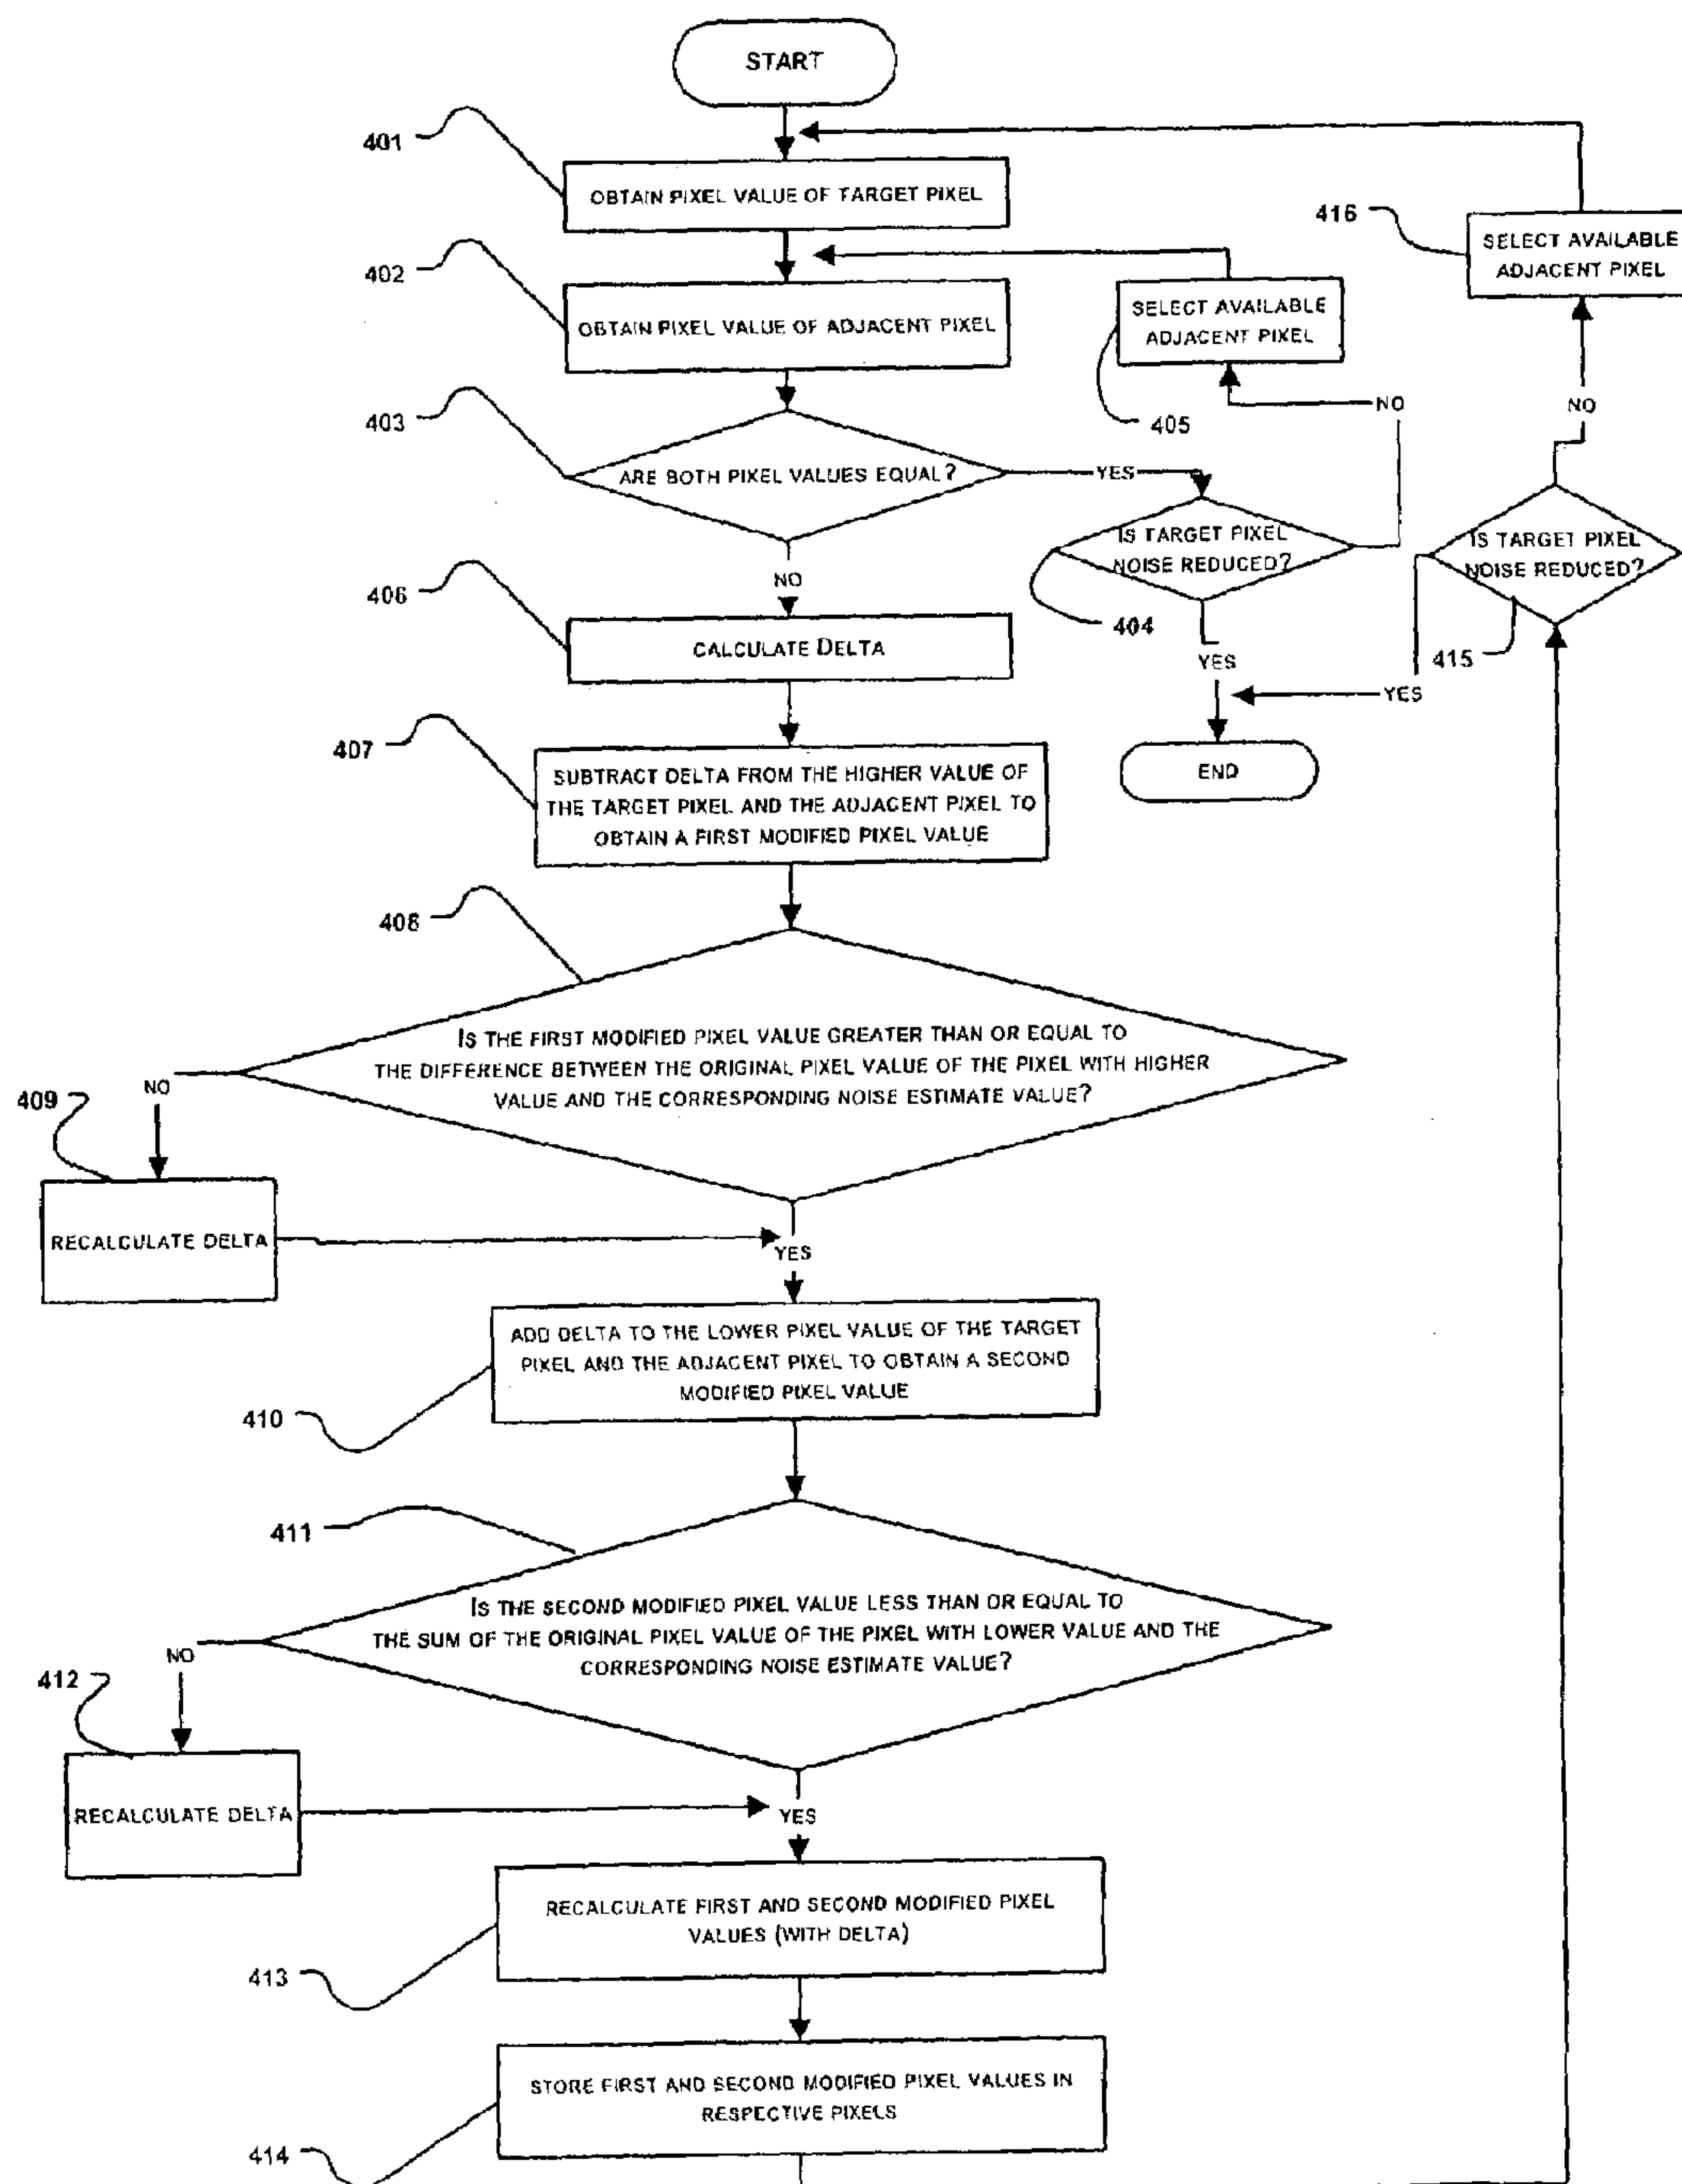 START
401
OBTAIN PIXEL VALUE OF TARGET PIXEL
416
SELECT AVAILABLE
ADJACENT PIXEL
402
OBTAIN PIXEL VALUE OF ADJACENT PIXEL
SELECT AVAILABLE
ADJACENT PIXEL
405
NO
NO
403
ARE BOTH PIXEL VALUES EQUAL?
YES
IS TARGET PIXEL
NOISE REDUCED?
404
IS TARGET PIXEL
NOISE REDUCED?
415
NO
YES
YES
END
406
CALCULATE DELTA
407
SUBTRACT DELTA FROM THE HIGHER VALUE OF
THE TARGET PIXEL AND THE ADJACENT PIXEL TO
OBTAIN A FIRST MODIFIED PIXEL VALUE
408
IS THE FIRST MODIFIED PIXEL VALUE GREATER THAN OR EQUAL TO
THE DIFFERENCE BETWEEN THE ORIGINAL PIXEL VALUE OF THE PIXEL WITH HIGHER
VALUE AND THE CORRESPONDING NOISE ESTIMATE VALUE?
NO
409
RECALCULATE DELTA
YES
ADD DELTA TO THE LOWER PIXEL VALUE OF THE TARGET
PIXEL AND THE ADJACENT PIXEL TO OBTAIN A SECOND
MODIFIED PIXEL VALUE
410
411
IS THE SECOND MODIFIED PIXEL VALUE LESS THAN OR EQUAL TO
THE SUM OF THE ORIGINAL PIXEL VALUE OF THE PIXEL WITH LOWER VALUE AND THE
CORRESPONDING NOISE ESTIMATE VALUE?
NO
412
RECALCULATE DELTA
YES
RECALCULATE FIRST AND SECOND MODIFIED PIXEL
VALUES (WITH DELTA)
413
STORE FIRST AND SECOND MODIFIED PIXEL VALUES IN
RESPECTIVE PIXELS
414